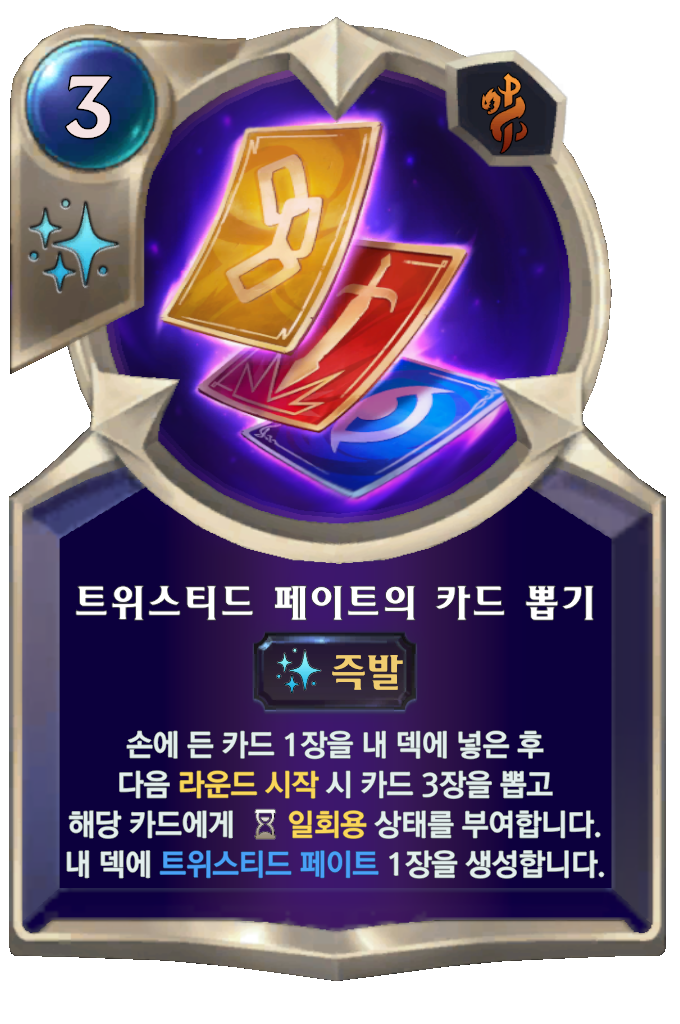 3
트위스티드 페이트의 카드 뽑기
즉발
손에 든 카드 1장을 내 덱에 넣은 후
다음 라운드 시작 시 카드 3장을 뽑고
해당 카드에게 일회용 상태를 부여합니다.
내 덱에 트위스티드 페이트 1장을 생성합니다.